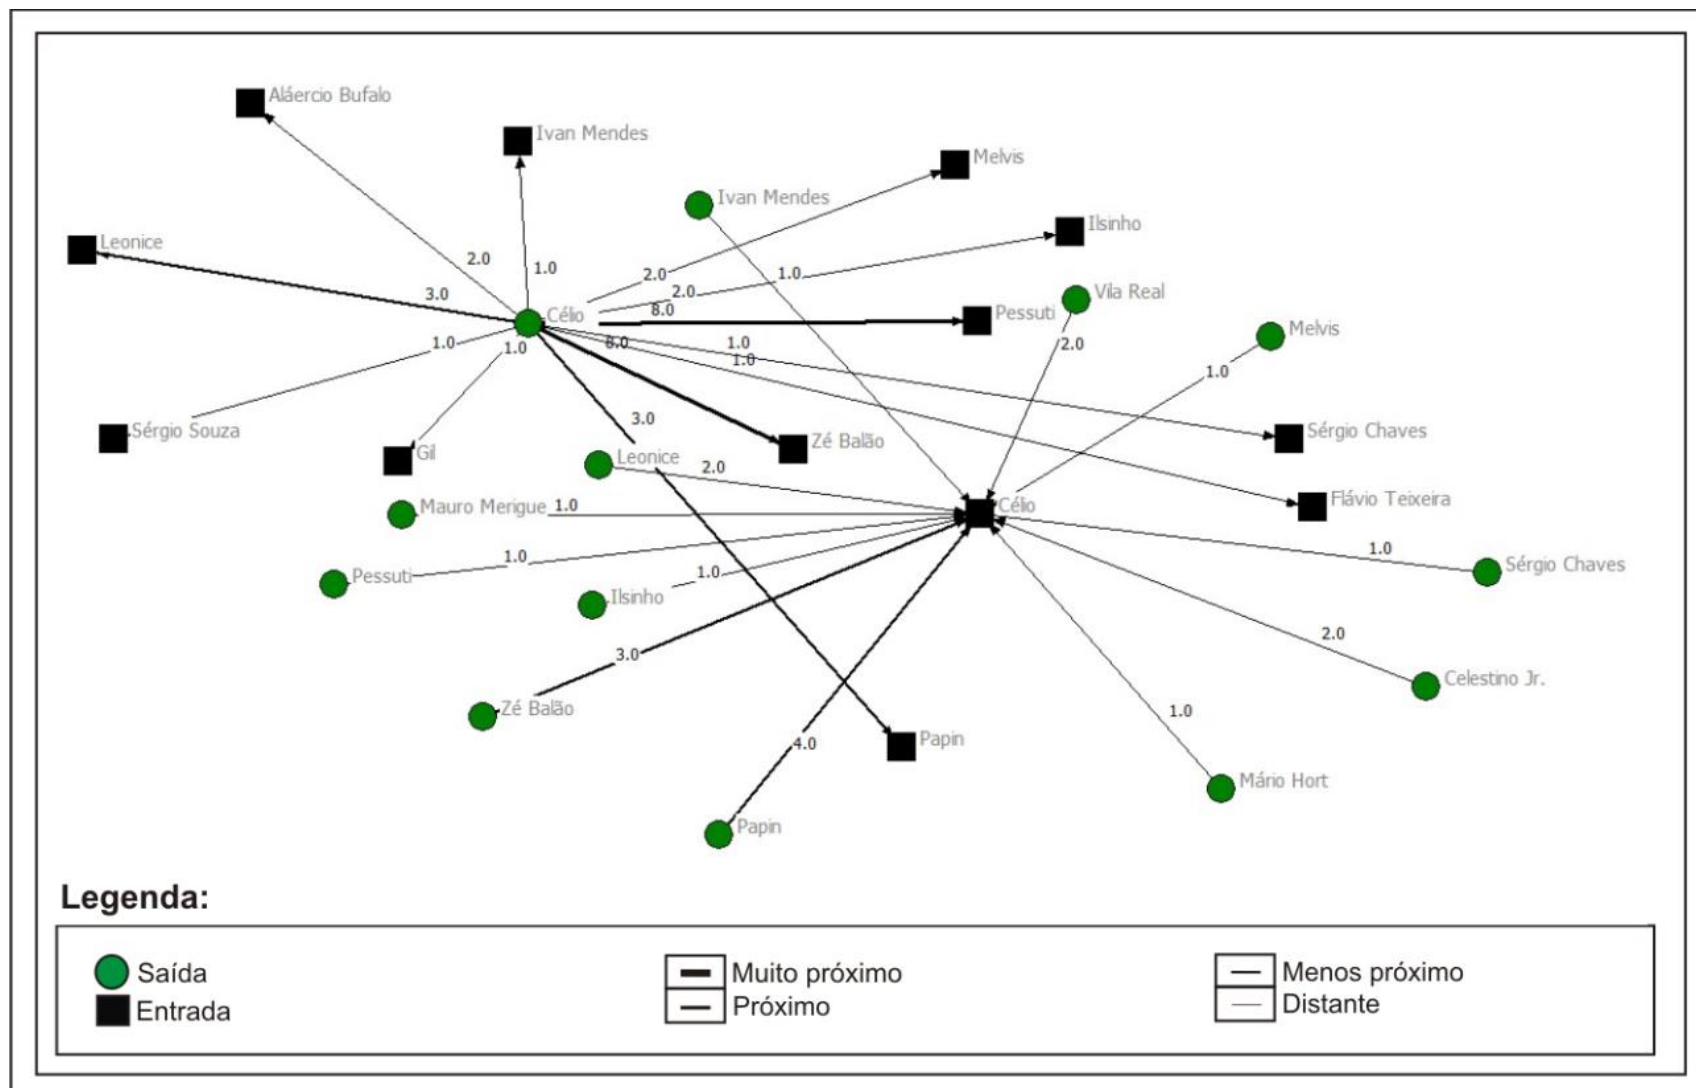 Aláercio Bufalo
Ivan Mendes
Melvis
Ivan Mendes
Ilsinho
Leonice
2.0
1.0
2.0
1.0
3.0
2.0
8.0
Vila Real
Célio
Pessuti
Melvis
1.0
1.0
8.0
1.0
1.0
2.0
1.0
3.0
Sérgio Souza
Gil
Zé Balão
Sérgio Chaves
Leonice
2.0
Flávio Teixeira
Mauro Merigue
1.0
Célio
Pessuti
1.0
1.0
Sérgio Chaves
1.0
Ilsinho
3.0
2.0
Celestino Jr.
Zé Balão
1.0
4.0
Papin
Mário Hort
Papin
Legenda:
Saída
Muito próximo
Menos próximo
Entrada
Próximo
Distante